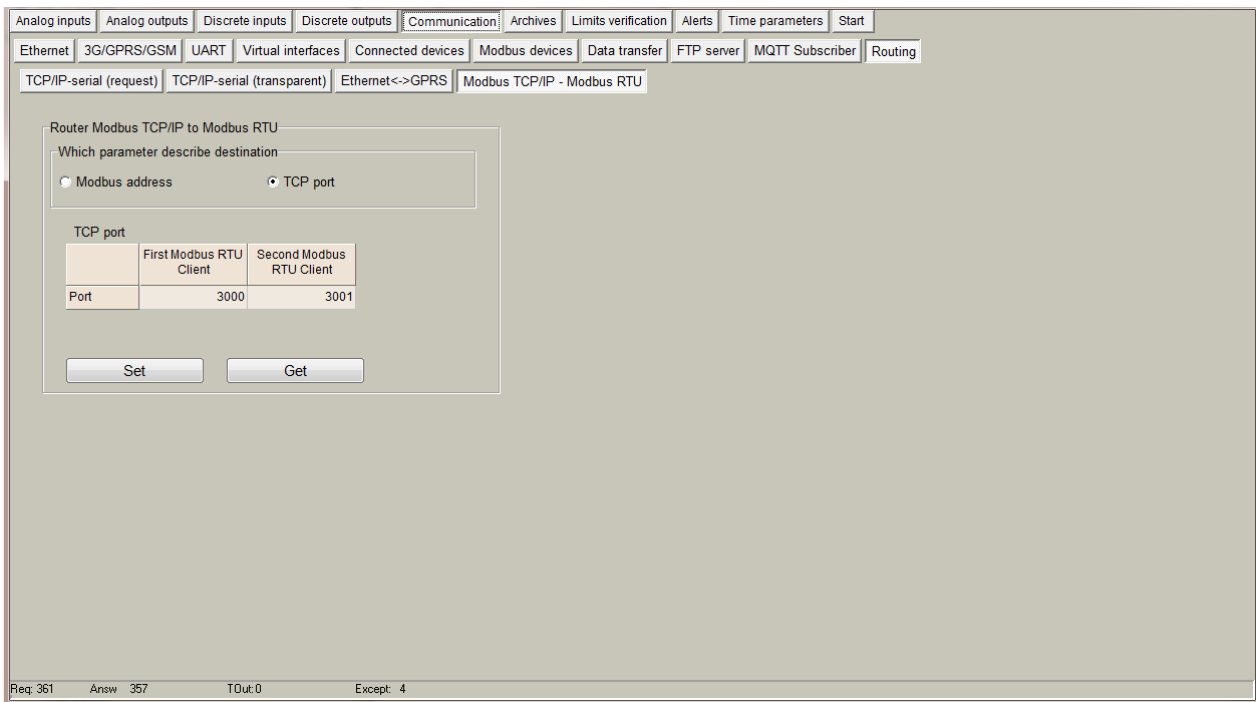 Analog inputs Analog outputs Discrete inputs Discrete outputs Communication Archives Limits verification Alerts Time parameters Start
Ethernet 3G/GPRS/GSM UART Virtual interfaces Connected devices Modbus devices Data transfer FTP server MQTT Subscriber Routing
TCP/IP-serial (request) TCP/IP-serial (transparent) Ethernet<->GPRS Modbus TCP/IP - Modbus RTU
Router Modbus TCP/IP to Modbus RTU
Which parameter describe destination
Modbus address TCP port
TCP port
First Modbus RTU Second Modbus
Client RTU Client
Port 3000 3001
Set Get
Req: 361 Answ 357 TOut:0 Except: 4